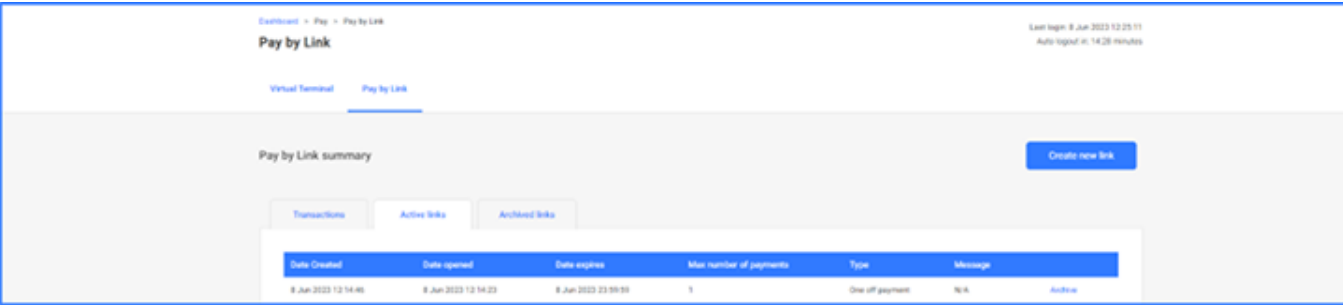 Dashboard > Pay > Pay by Link
Last login: 8 Jun 2023 12:25:11
Pay by Link
Auto logout in: 14:28 minutes
Virtual Terminal Pay by Link
Pay by Link summary
Create new link
Transactions Active links Archived links
Date Created Date opened Date expires Max number of payments Type Message
8 Jun 2023 12:14:46 8 Jun 2023 12:14:23 8 Jun 2023 23:59:59 1 One off payment N/A Archive